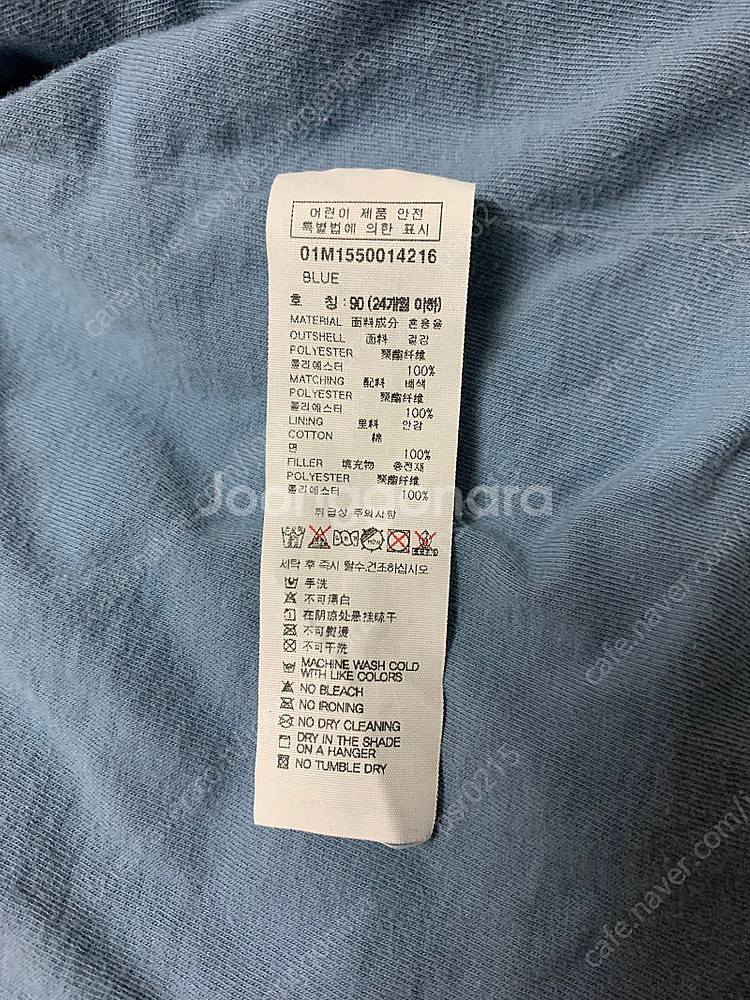 어린이 제품 안전
특별법에 의한 표시
01M1550014216
BLUE
호 칭 : 90 (24개월 이하)
MATERIAL 面料成分 혼용율
OUTSHELL 面料 겉감
POLYESTER 聚酯纤维
폴리에스터 100%
MATCHING 配料 배색
POLYESTER 聚酯纤维
폴리에스터 100%
LINING 里料 안감
COTTON 棉
면 100%
FILLER 填充物 충전재
POLYESTER 聚酯纤维
폴리에스터 100%
Joonggonara
취급상 주의사항
세탁 후 즉시 탈수,건조하십시오
手洗
不可漂白
在阴凉处悬挂晾干
不可熨烫
不可干洗
MACHINE WASH COLD
WITH LIKE COLORS
NO BLEACH
NO IRONING
NO DRY CLEANING
DRY IN THE SHADE
ON A HANGER
NO TUMBLE DRY